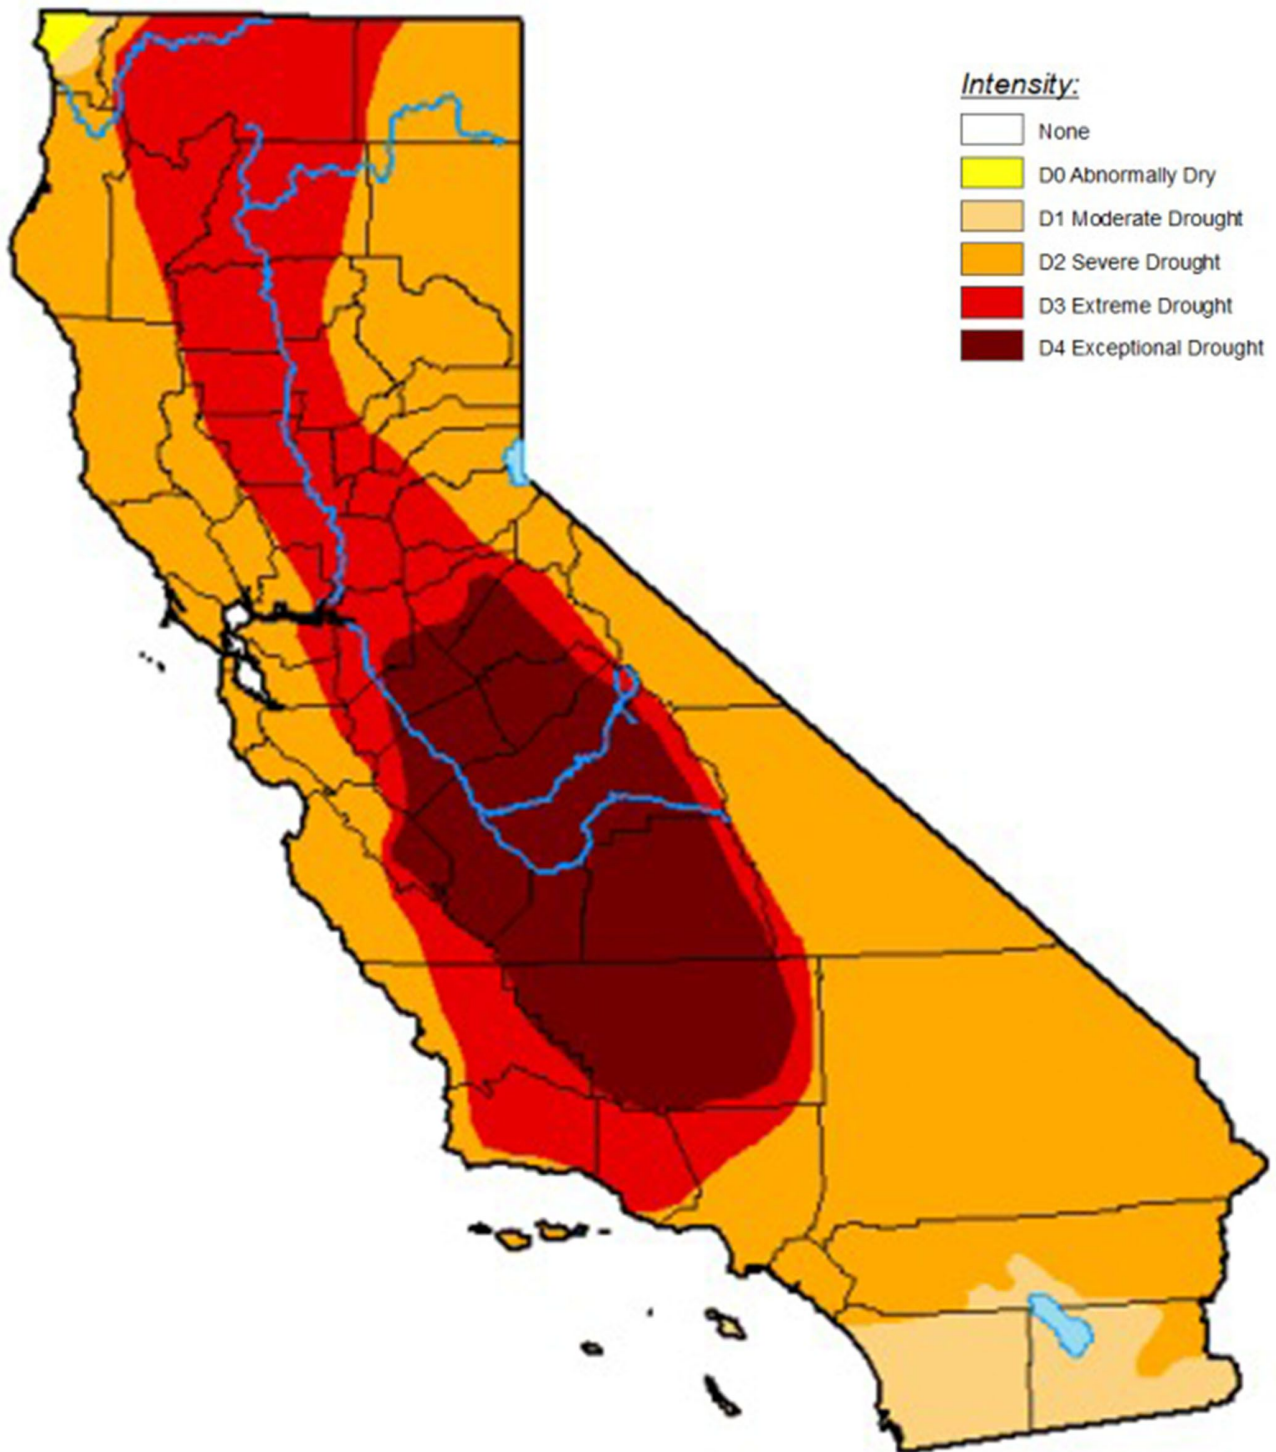 Intensity:
None
D0 Abnormally Dry
D1 Moderate Drought
D2 Severe Drought
D3 Extreme Drought
D4 Exceptional Drought